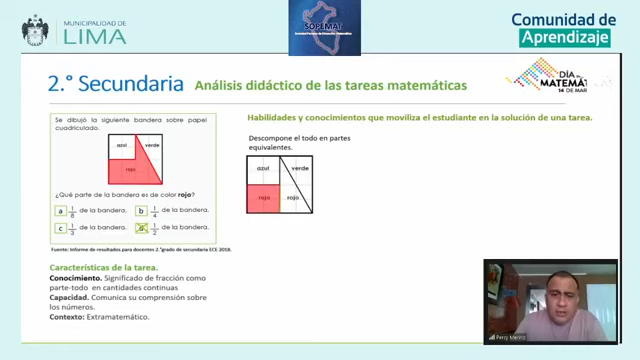 MUNICIPALIDAD DE
LIMA
SOPEMAT
Comunidad de
Aprendizaje
2.° Secundaria
Análisis didáctico de las tareas matemáticas
DÍA
MATEMÁT
14 DE MAR
Se dibujó la siguiente bandera sobre papel
cuadriculado.
azul
verde
rojo
¿Qué parte de la bandera es de color rojo?
a 1/8 de la bandera.
b 1/4 de la bandera.
c 1/3 de la bandera.
1/2 de la bandera.
Fuente: Informe de resultados para docentes 2.°grado de secundaria ECE 2018.
Características de la tarea.
Conocimiento. Significado de fracción como
parte-todo en cantidades continuas
Capacidad. Comunica su comprensión sobre
los números.
Contexto: Extramatemático.
Habilidades y conocimientos que moviliza el estudiante en la solución de una tarea.
Descompone el todo en partes
equivalentes.
azul
verde
rojo
rojo
Percy Merino